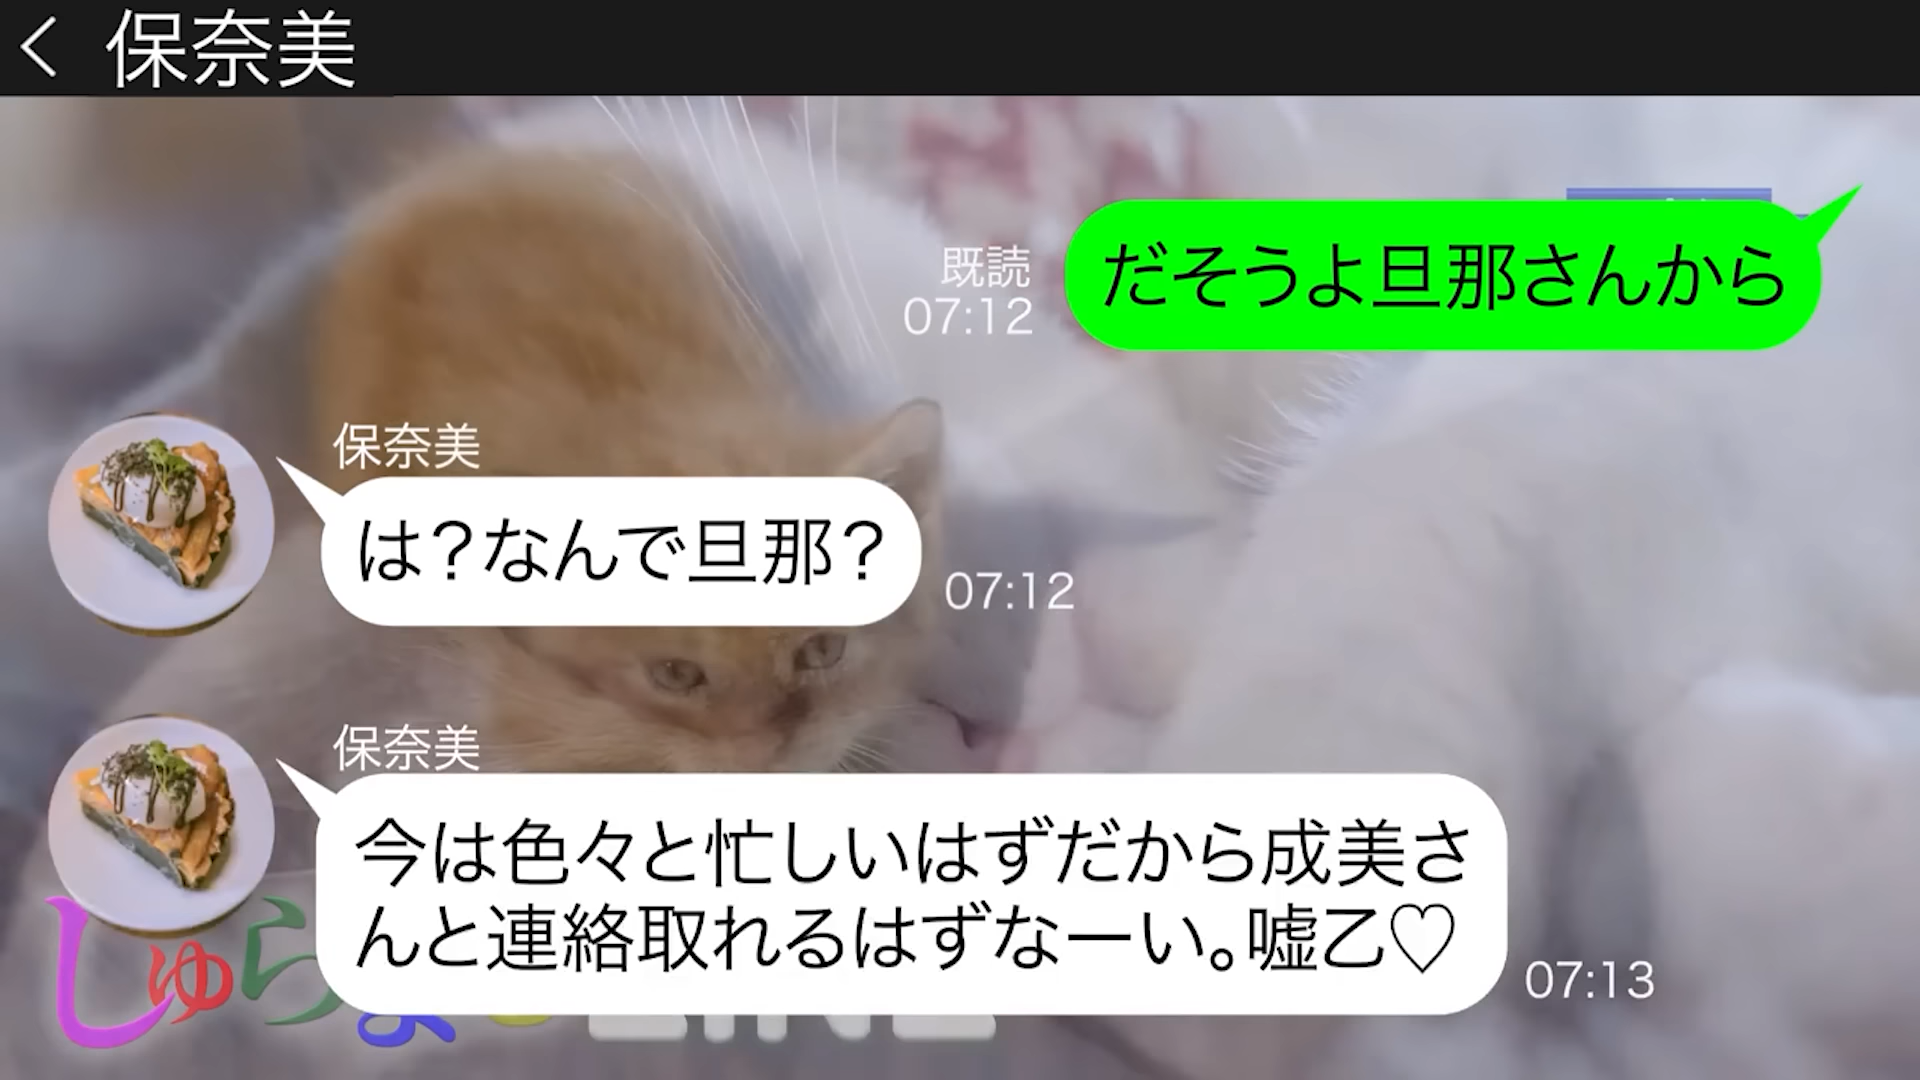 保奈美
だそうよ旦那さんから
既読
07:12
保奈美
は？なんで旦那？
07:12
保奈美
今は色々と忙しいはずだから成美さ
んと連絡取れるはずなーい。嘘乙♡
07:13
しゅら